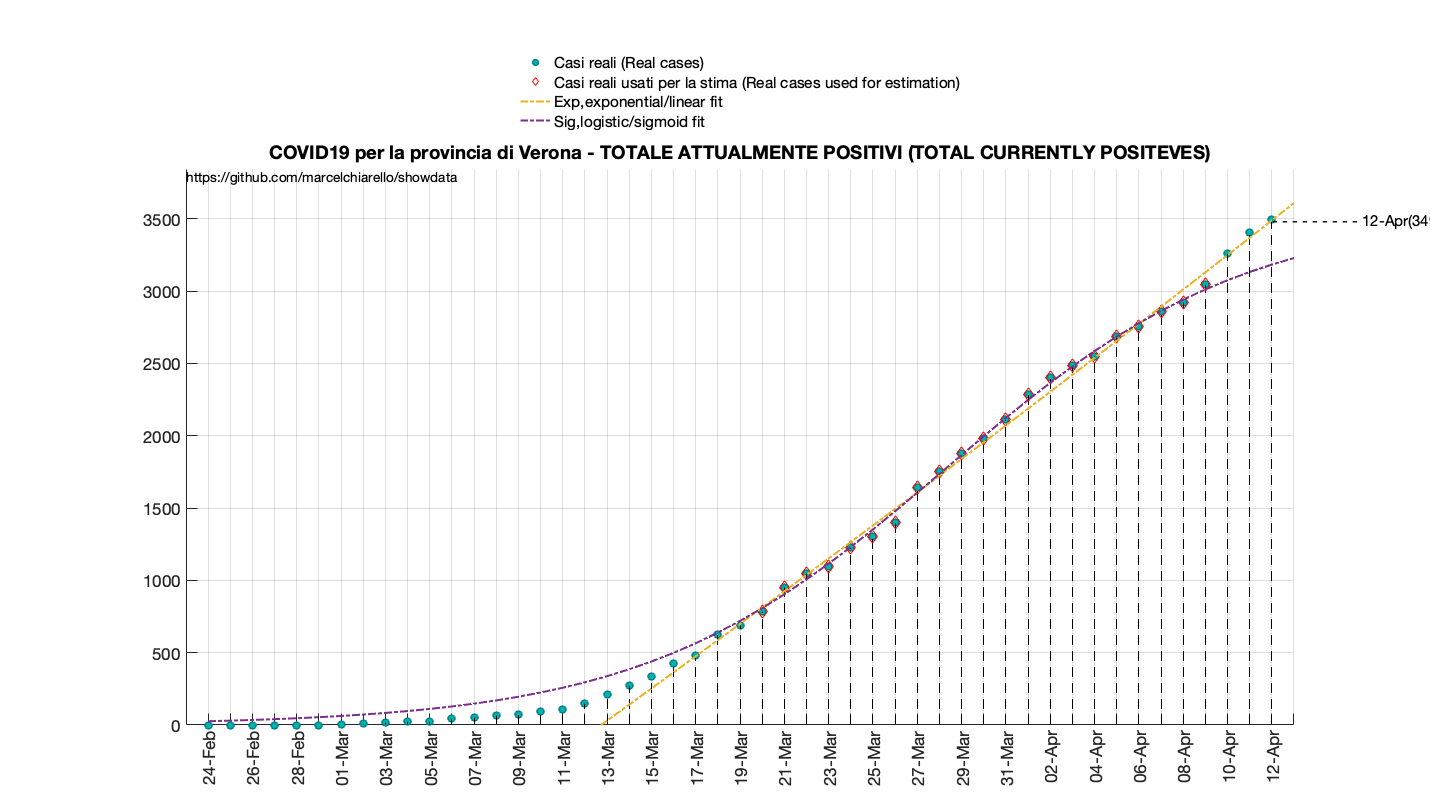 Casi reali (Real cases)
Casi reali usati per la stima (Real cases used for estimation)
Exp,exponential/linear fit
Sig,logistic/sigmoid fit
COVID19 per la provincia di Verona - TOTALE ATTUALMENTE POSITIVI (TOTAL CURRENTLY POSITEVES)
https://github.com/marcelchiarello/showdata
3500
12-Apr(349
3000
2500
2000
1500
1000
500
0
24-Feb
26-Feb
28-Feb
01-Mar
03-Mar
05-Mar
07-Mar
09-Mar
11-Mar
13-Mar
15-Mar
17-Mar
19-Mar
21-Mar
23-Mar
25-Mar
27-Mar
29-Mar
31-Mar
02-Apr
04-Apr
06-Apr
08-Apr
10-Apr
12-Apr